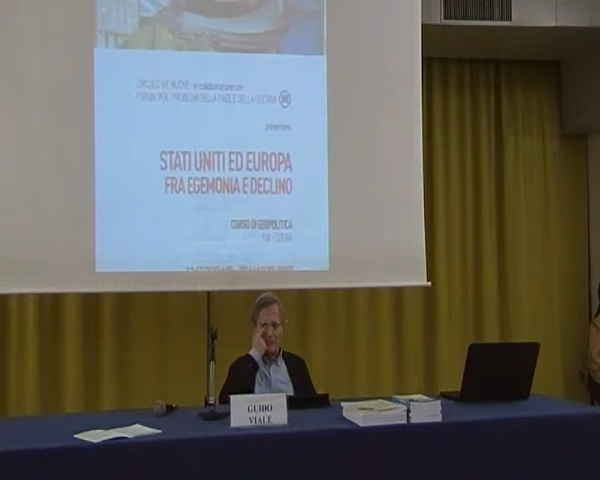 CIRCOLO VIE NUOVE, in collaborazione con
FORUM PER I PROBLEMI DELLA PACE E DELLA GUERRA
presentano
STATI UNITI ED EUROPA
FRA EGEMONIA E DECLINO
CORSO DI GEOPOLITICA
EDIZIONE
GUIDO
VIALE